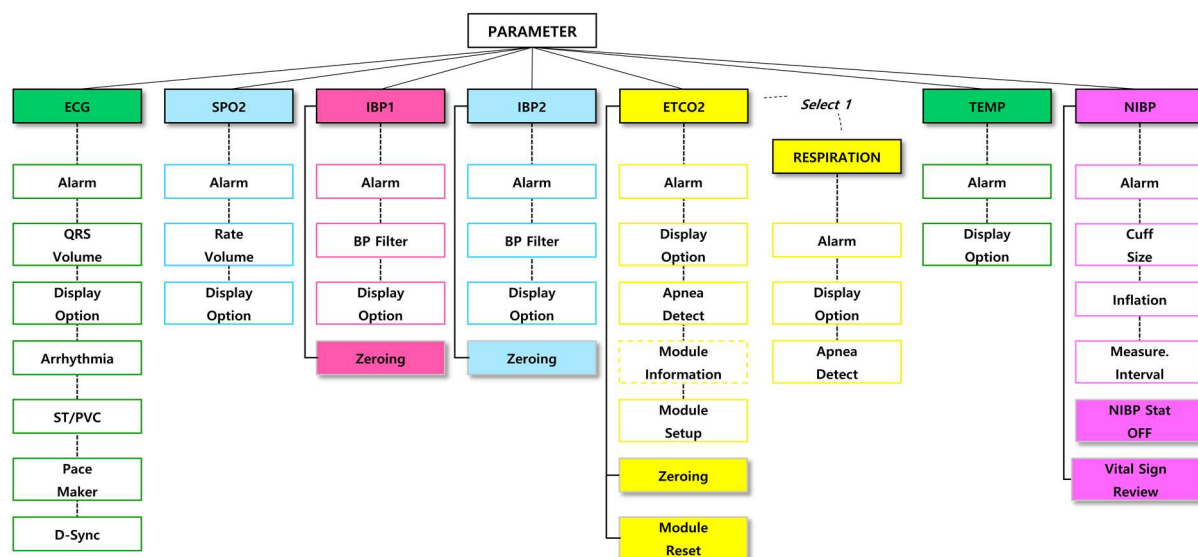 PARAMETER
ECG
Alarm
QRS
Volume
Display
Option
Arrhythmia
ST/PVC
Pace
Maker
D-Sync
SPO2
Alarm
Rate
Volume
Display
Option
IBP1
Alarm
BP Filter
Display
Option
Zeroing
IBP2
Alarm
BP Filter
Display
Option
Zeroing
ETCO2
Alarm
Display
Option
Apnea
Detect
Module
Information
Module
Setup
Zeroing
Module
Reset
Select 1
RESPIRATION
Alarm
Display
Option
Apnea
Detect
TEMP
Alarm
Display
Option
NIBP
Alarm
Cuff
Size
Inflation
Measure.
Interval
NIBP Stat
OFF
Vital Sign
Review